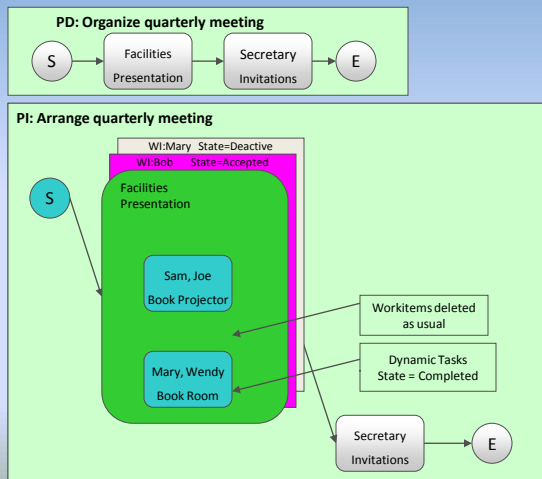 PD: Organize quarterly meeting
S
Facilities
Presentation
Secretary
Invitations
E
PI: Arrange quarterly meeting
WI:Mary State=Deactive
WI:Bob State=Accepted
S
Facilities
Presentation
Sam, Joe
Book Projector
Workitems deleted
as usual
Mary, Wendy
Book Room
Dynamic Tasks
State = Completed
.
Secretary
Invitations
E